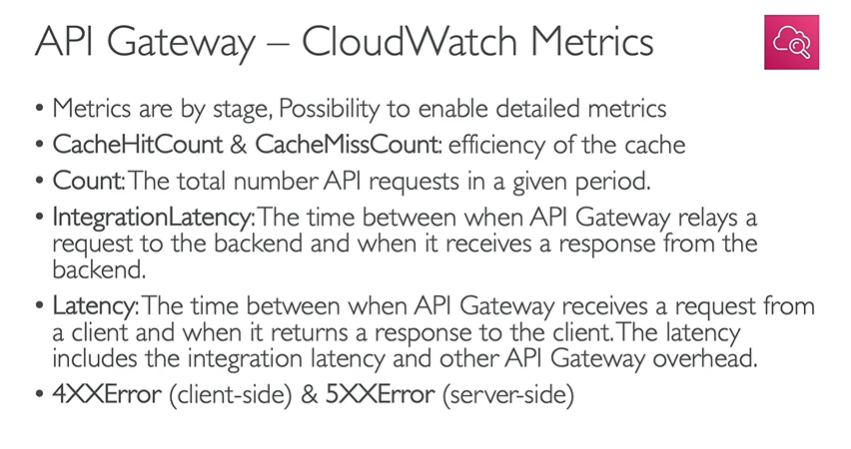 API Gateway – CloudWatch Metrics
• Metrics are by stage, Possibility to enable detailed metrics
• CacheHitCount & CacheMissCount: efficiency of the cache
• Count: The total number API requests in a given period.
• IntegrationLatency: The time between when API Gateway relays a
request to the backend and when it receives a response from the
backend.
• Latency: The time between when API Gateway receives a request from
a client and when it returns a response to the client. The latency
includes the integration latency and other API Gateway overhead.
• 4XXError (client-side) & 5XXError (server-side)